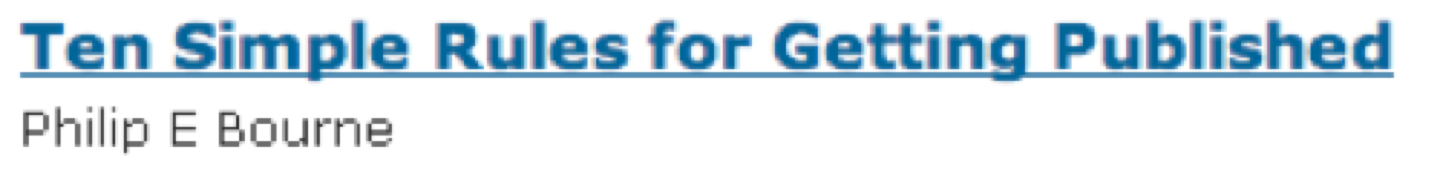 Ten Simple Rules for Getting Published
Philip E Bourne